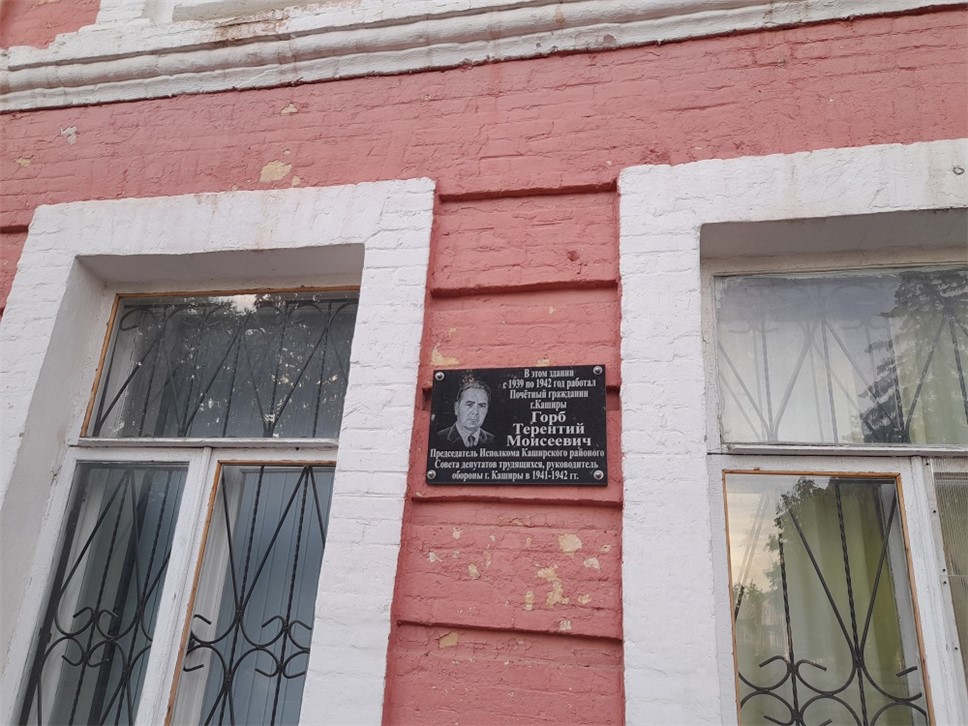 В этом здании
с 1939 по 1942 год работал
Почётный гражданин
г.Каширы
Горб
Терентий
Моисеевич
Председатель Исполкома Каширского районого
Совета депутатов трудящихся, руководитель
обороны г. Каширы в 1941-1942 гг.